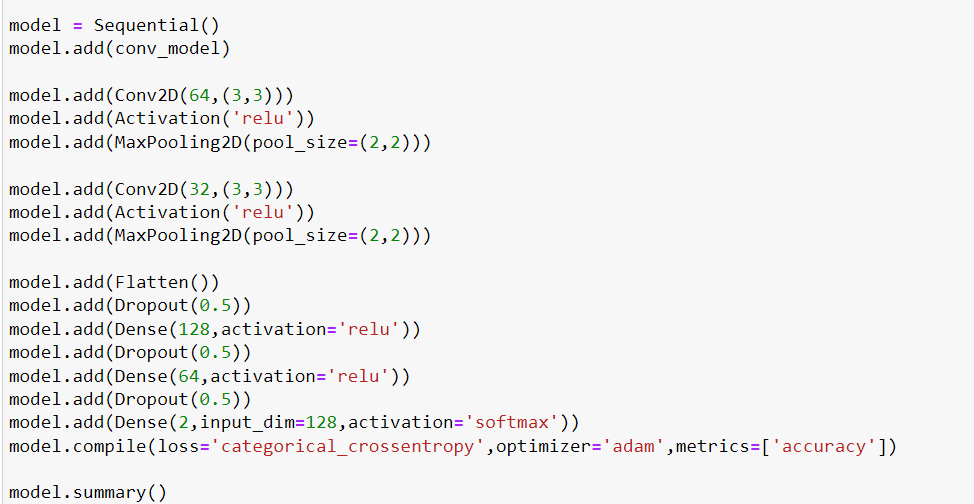 model = Sequential()
model.add(conv_model)
model.add(Conv2D(64,(3,3)))
model.add(Activation('relu'))
model.add(MaxPooling2D(pool_size=(2,2)))
model.add(Conv2D(32,(3,3)))
model.add(Activation('relu'))
model.add(MaxPooling2D(pool_size=(2,2)))
model.add(Flatten())
model.add(Dropout(0.5))
model.add(Dense(128,activation='relu'))
model.add(Dropout(0.5))
model.add(Dense(64,activation='relu'))
model.add(Dropout(0.5))
model.add(Dense(2,input_dim=128,activation='softmax'))
model.compile(loss='categorical_crossentropy',optimizer='adam',metrics=['accuracy'])
model.summary()